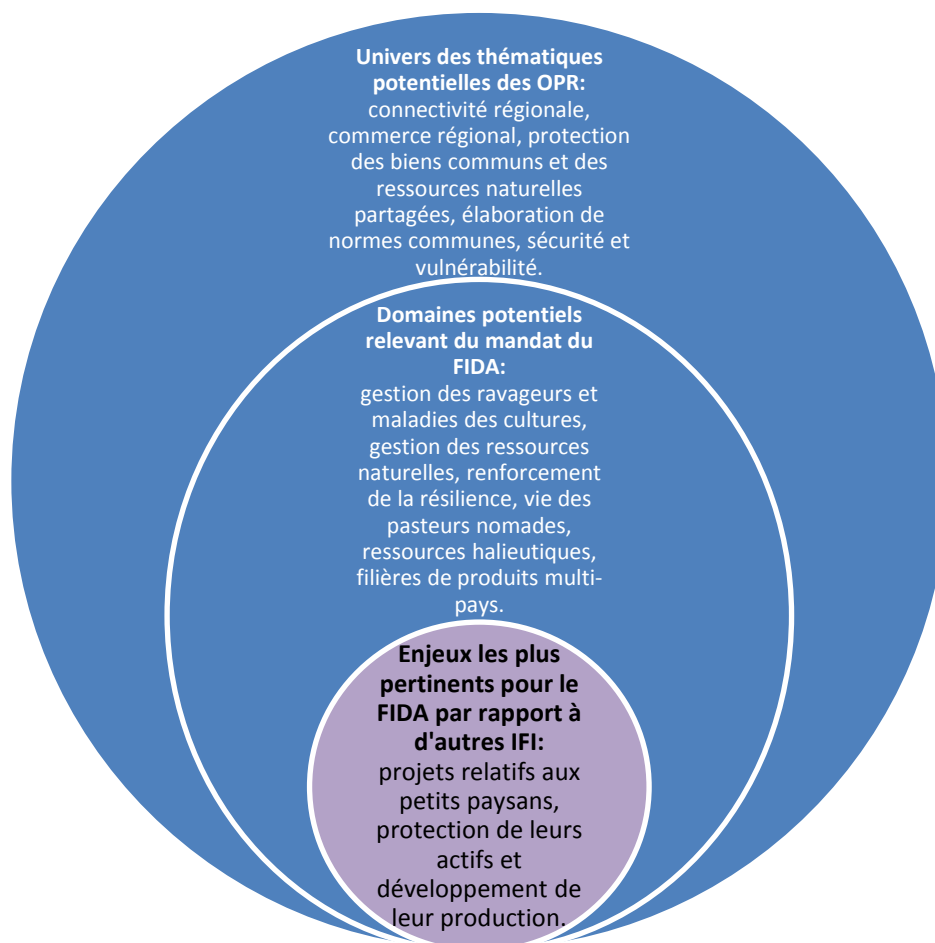 Univers des thématiques
potentielles des OPR:
connectivité régionale,
commerce régional, protection
des biens communs et des
ressources naturelles
partagées, élaboration de
normes communes, sécurité et
vulnérabilité.
Domaines potentiels
relevant du mandat du
FIDA:
gestion des ravageurs et
maladies des cultures,
gestion des ressources
naturelles, renforcement
de la résilience, vie des
pasteurs nomades,
ressources halieutiques,
filières de produits multi-
pays.
Enjeux les plus
pertinents pour le
FIDA par rapport à
d'autres IFI:
projets relatifs aux
petits paysans,
protection de leurs
actifs et
développement de
leur production.